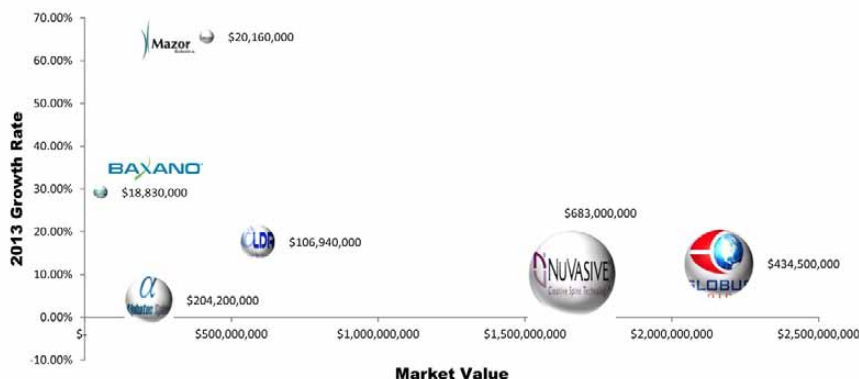 70.00%
Mazor
$20,160,000
60.00%
50.00%
40.00%
BAXANO
30.00%
$18,830,000
2013 Growth Rate
20.00%
$683,000,000
LDR
$106,940,000
10.00%
NUVASIVE
Creative Spine Technology
GLOBUS
$434,500,000
α
$204,200,000
0.00%
$- $500,000,000 $1,000,000,000 $1,500,000,000 $2,000,000,000 $2,500,000,000
-10.00%
Market Value